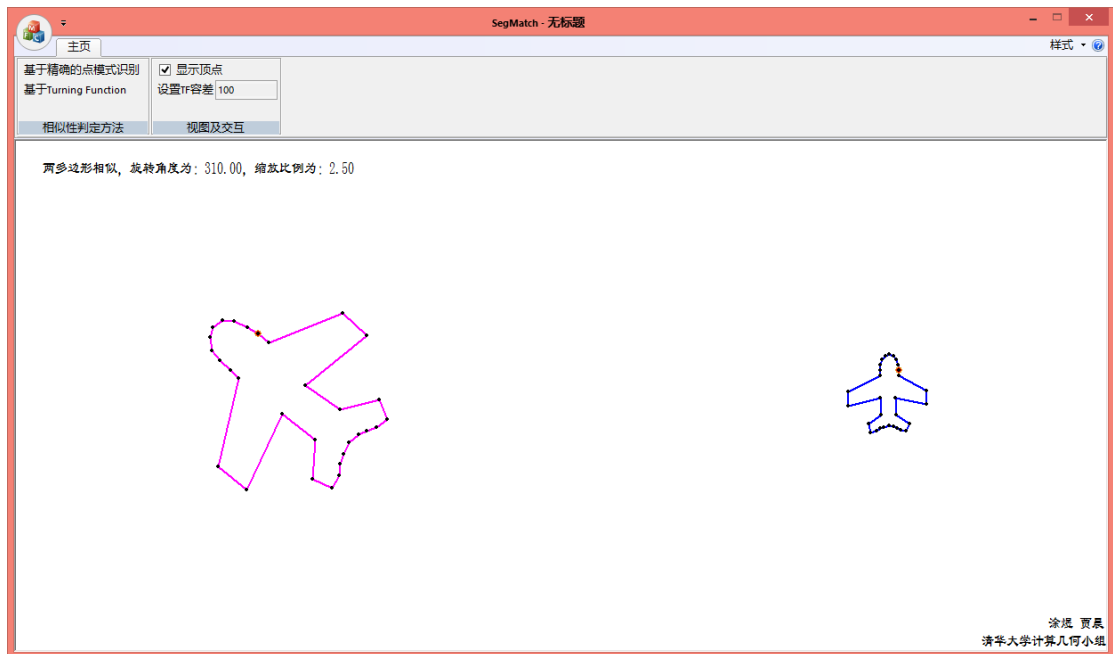 SegMatch - 无标题
主页
样式
基于精确的点模式识别
基于Turning Function
相似性判定方法
显示顶点
设置TF容差 100
视图及交互
两多边形相似, 旋转角度为: 310.00, 缩放比例为: 2.50
涂焜 贾晨
清华大学计算几何小组